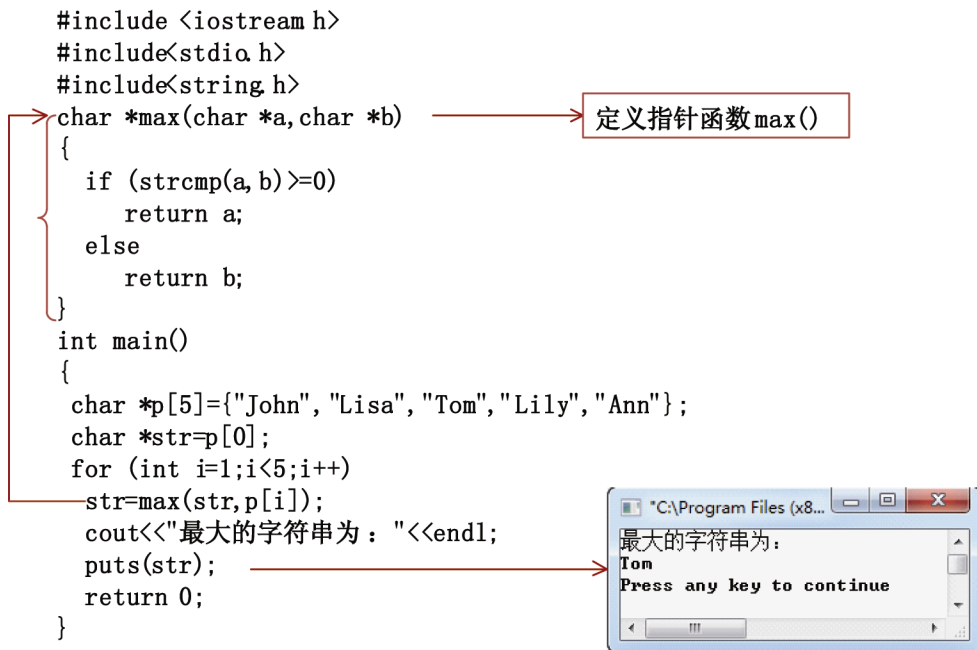 #include <iostream.h>
#include<stdio.h>
#include<string.h>
char *max(char *a,char *b)
定义指针函数max()
{
if (strcmp(a,b)>=0)
return a;
else
return b;
}
int main()
{
char *p[5]={"John","Lisa","Tom","Lily","Ann"};
char *str=p[0];
for (int i=1;i<5;i++)
str=max(str,p[i]);
cout<<"最大的字符串为："<<endl;
puts(str);
return 0;
}
"C:\Program Files (x8...
最大的字符串为：
Tom
Press any key to continue